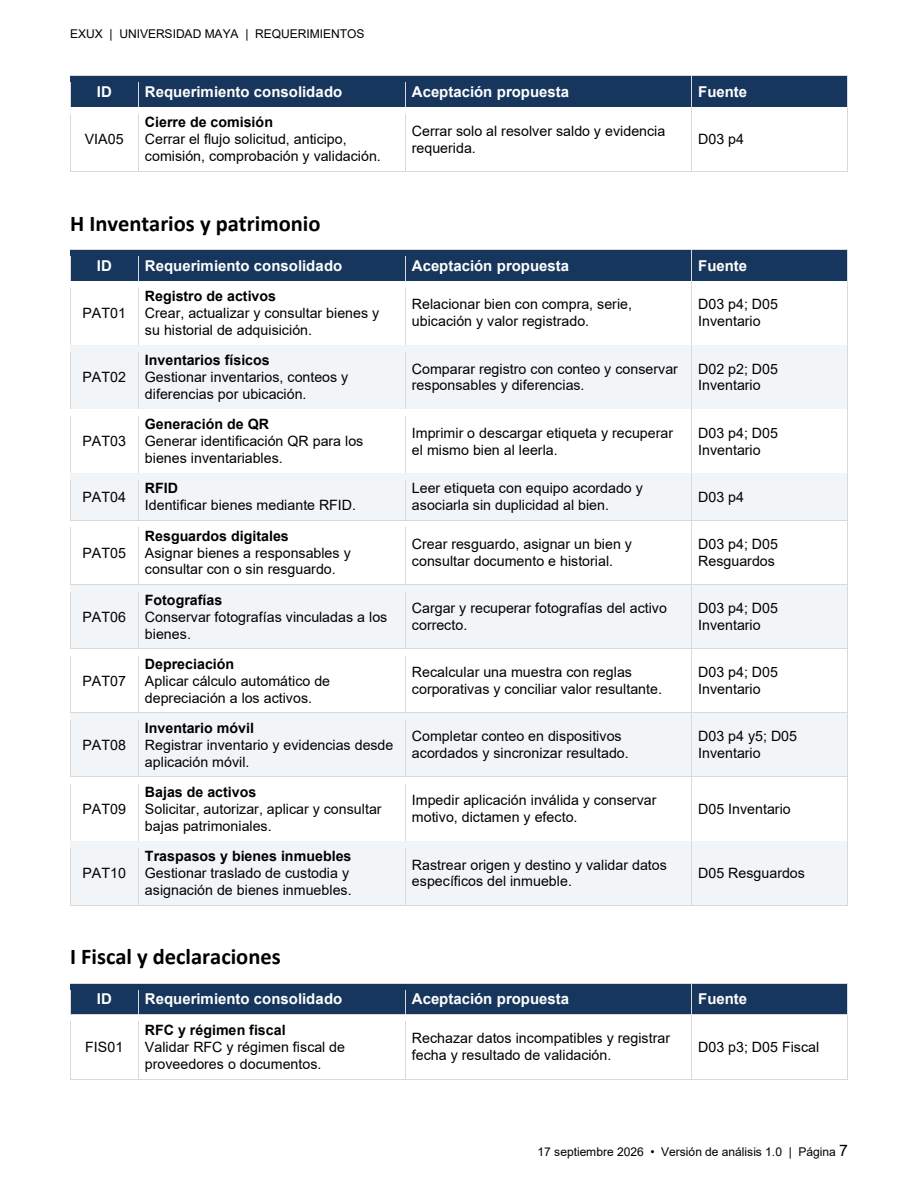 EXUX | UNIVERSIDAD MAYA | REQUERIMIENTOS
ID Requerimiento consolidado Aceptación propuesta Fuente
VIA05
Cierre de comisión
Cerrar el flujo solicitud, anticipo,
comisión, comprobación y validación.
Cerrar solo al resolver saldo y evidencia
requerida.
D03 p4
H Inventarios y patrimonio
ID Requerimiento consolidado Aceptación propuesta Fuente
PAT01
Registro de activos
Crear, actualizar y consultar bienes y
su historial de adquisición.
Relacionar bien con compra, serie,
ubicación y valor registrado.
D03 p4; D05
Inventario
PAT02
Inventarios físicos
Gestionar inventarios, conteos y
diferencias por ubicación.
Comparar registro con conteo y conservar
responsables y diferencias.
D02 p2; D05
Inventario
PAT03
Generación de QR
Generar identificación QR para los
bienes inventariables.
Imprimir o descargar etiqueta y recuperar
el mismo bien al leerla.
D03 p4; D05
Inventario
PAT04
RFID
Identificar bienes mediante RFID.
Leer etiqueta con equipo acordado y
asociarla sin duplicidad al bien.
D03 p4
PAT05
Resguardos digitales
Asignar bienes a responsables y
consultar con o sin resguardo.
Crear resguardo, asignar un bien y
consultar documento e historial.
D03 p4; D05
Resguardos
PAT06
Fotografías
Conservar fotografías vinculadas a los
bienes.
Cargar y recuperar fotografías del activo
correcto.
D03 p4; D05
Inventario
PAT07
Depreciación
Aplicar cálculo automático de
depreciación a los activos.
Recalcular una muestra con reglas
corporativas y conciliar valor resultante.
D03 p4; D05
Inventario
PAT08
Inventario móvil
Registrar inventario y evidencias desde
aplicación móvil.
Completar conteo en dispositivos
acordados y sincronizar resultado.
D03 p4 y5; D05
Inventario
PAT09
Bajas de activos
Solicitar, autorizar, aplicar y consultar
bajas patrimoniales.
Impedir aplicación inválida y conservar
motivo, dictamen y efecto.
D05 Inventario
PAT10
Traspasos y bienes inmuebles
Gestionar traslado de custodia y
asignación de bienes inmuebles.
Rastrear origen y destino y validar datos
específicos del inmueble.
D05 Resguardos
I Fiscal y declaraciones
ID Requerimiento consolidado Aceptación propuesta Fuente
FIS01
RFC y régimen fiscal
Validar RFC y régimen fiscal de
proveedores o documentos.
Rechazar datos incompatibles y registrar
fecha y resultado de validación.
D03 p3; D05 Fiscal
17 septiembre 2026 • Versión de análisis 1.0 | Página 7